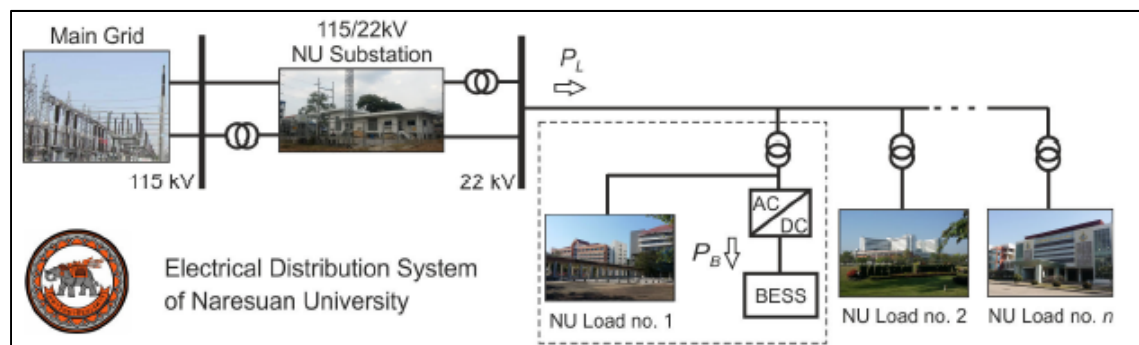 Main Grid
115/22kV
NU Substation
P_L
115 kV
22 kV
AC
DC
P_B
BESS
NU Load no. 1
NU Load no. 2
NU Load no. n
Electrical Distribution System
of Naresuan University